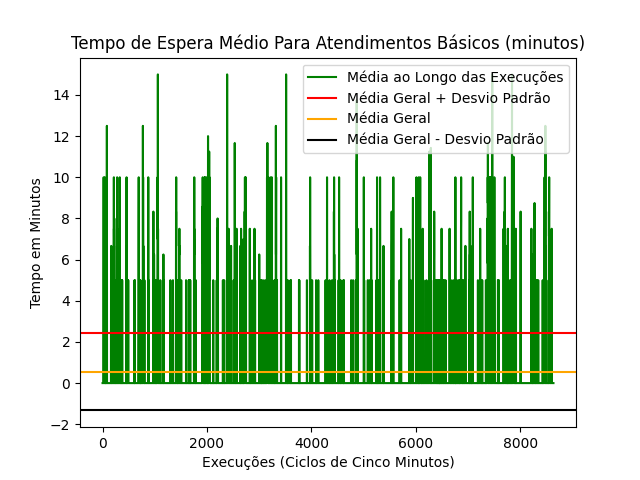 Tempo de Espera Médio Para Atendimentos Básicos (minutos)
Média ao Longo das Execuções
Média Geral + Desvio Padrão
Média Geral
Média Geral - Desvio Padrão
Tempo em Minutos
14
12
10
8
6
4
2
0
−2
0 2000 4000 6000 8000
Execuções (Ciclos de Cinco Minutos)